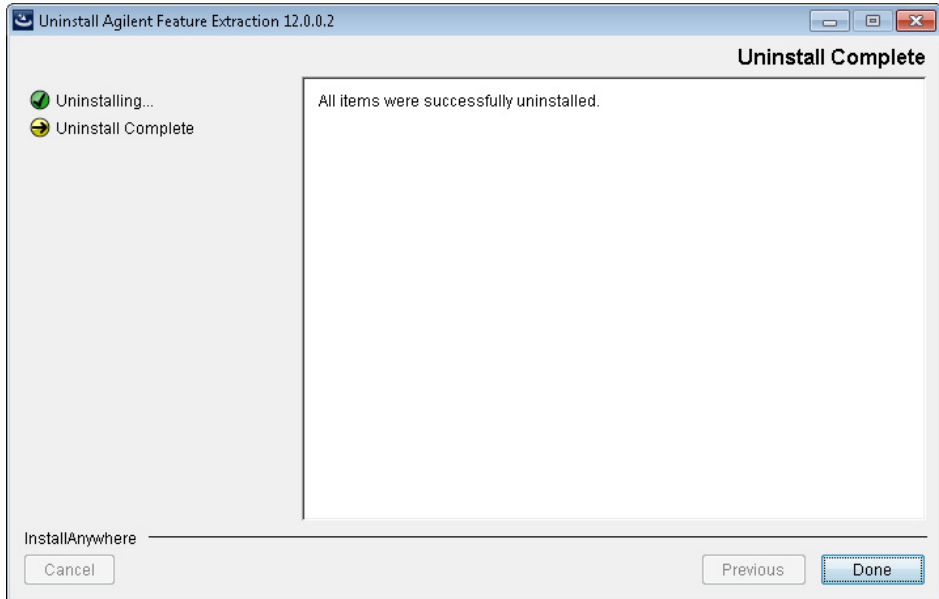 Uninstall Agilent Feature Extraction 12.0.0.2
Uninstall Complete
Uninstalling...
Uninstall Complete
All items were successfully uninstalled.
InstallAnywhere
Cancel
Previous
Done